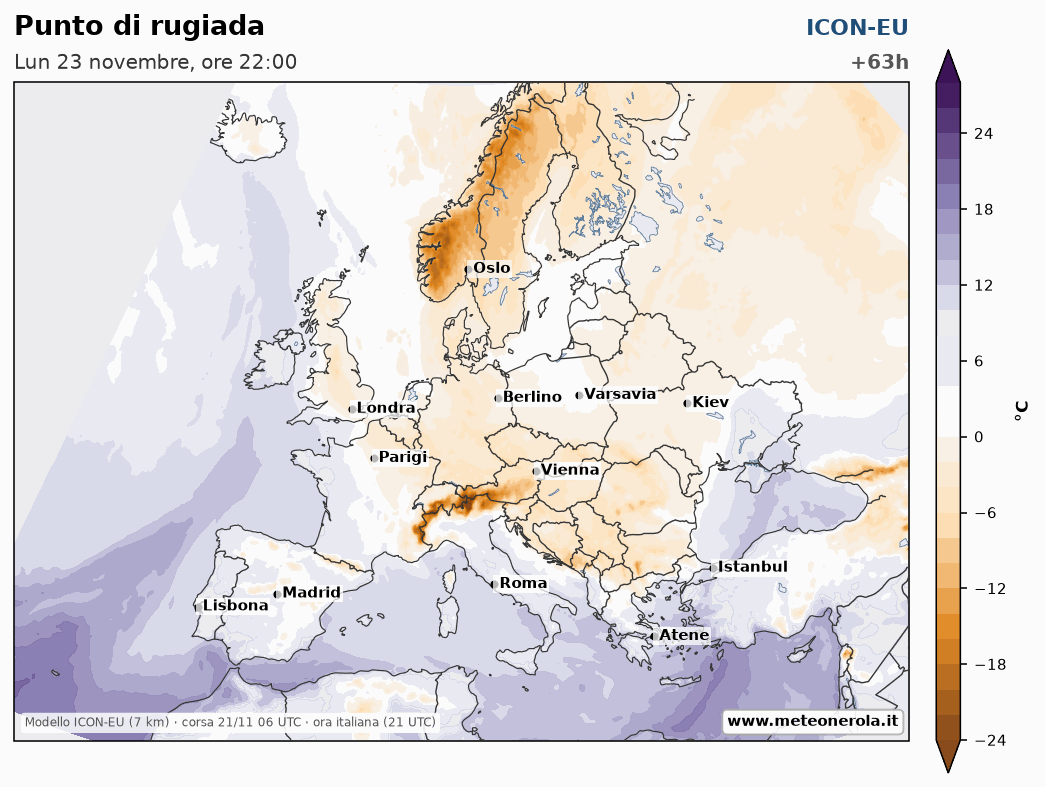 Punto di rugiada
ICON-EU
Lun 23 novembre, ore 22:00
+63h
Oslo
Berlino
Varsavia
Kiev
Londra
Parigi
Vienna
Istanbul
Roma
Madrid
Lisbona
Atene
Modello ICON-EU (7 km) · corsa 21/11 06 UTC · ora italiana (21 UTC)
www.meteonerola.it
24
18
12
6
0
−6
−12
−18
−24
°C